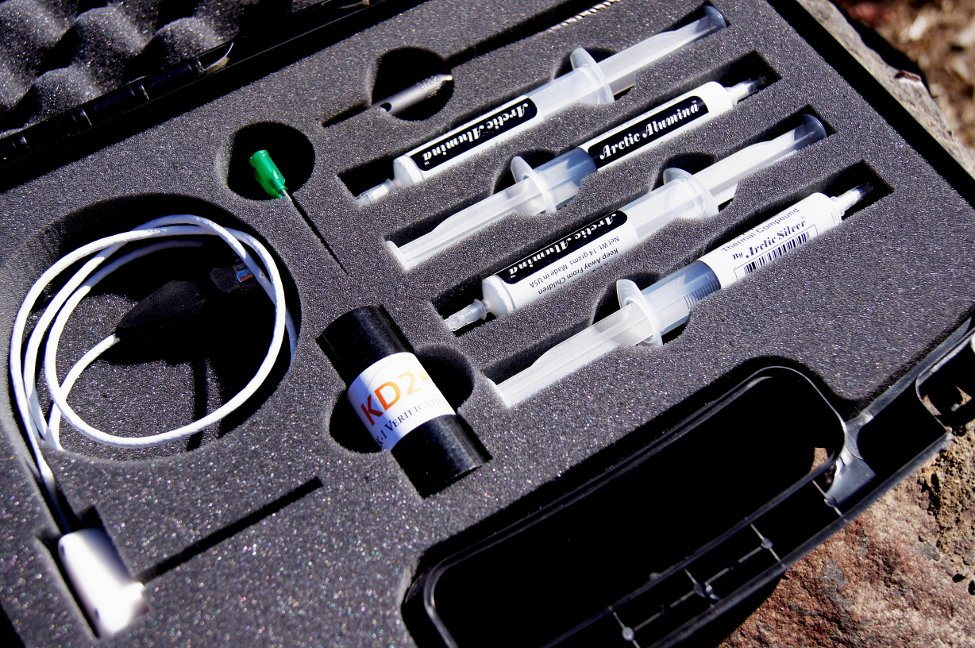 Arctic Alumina
Arctic Alumina
Arctic Alumina
Keep Away From Children
Net Wt. 14 grams Made in USA
Thermal Compound
By Arctic Silver
KD2